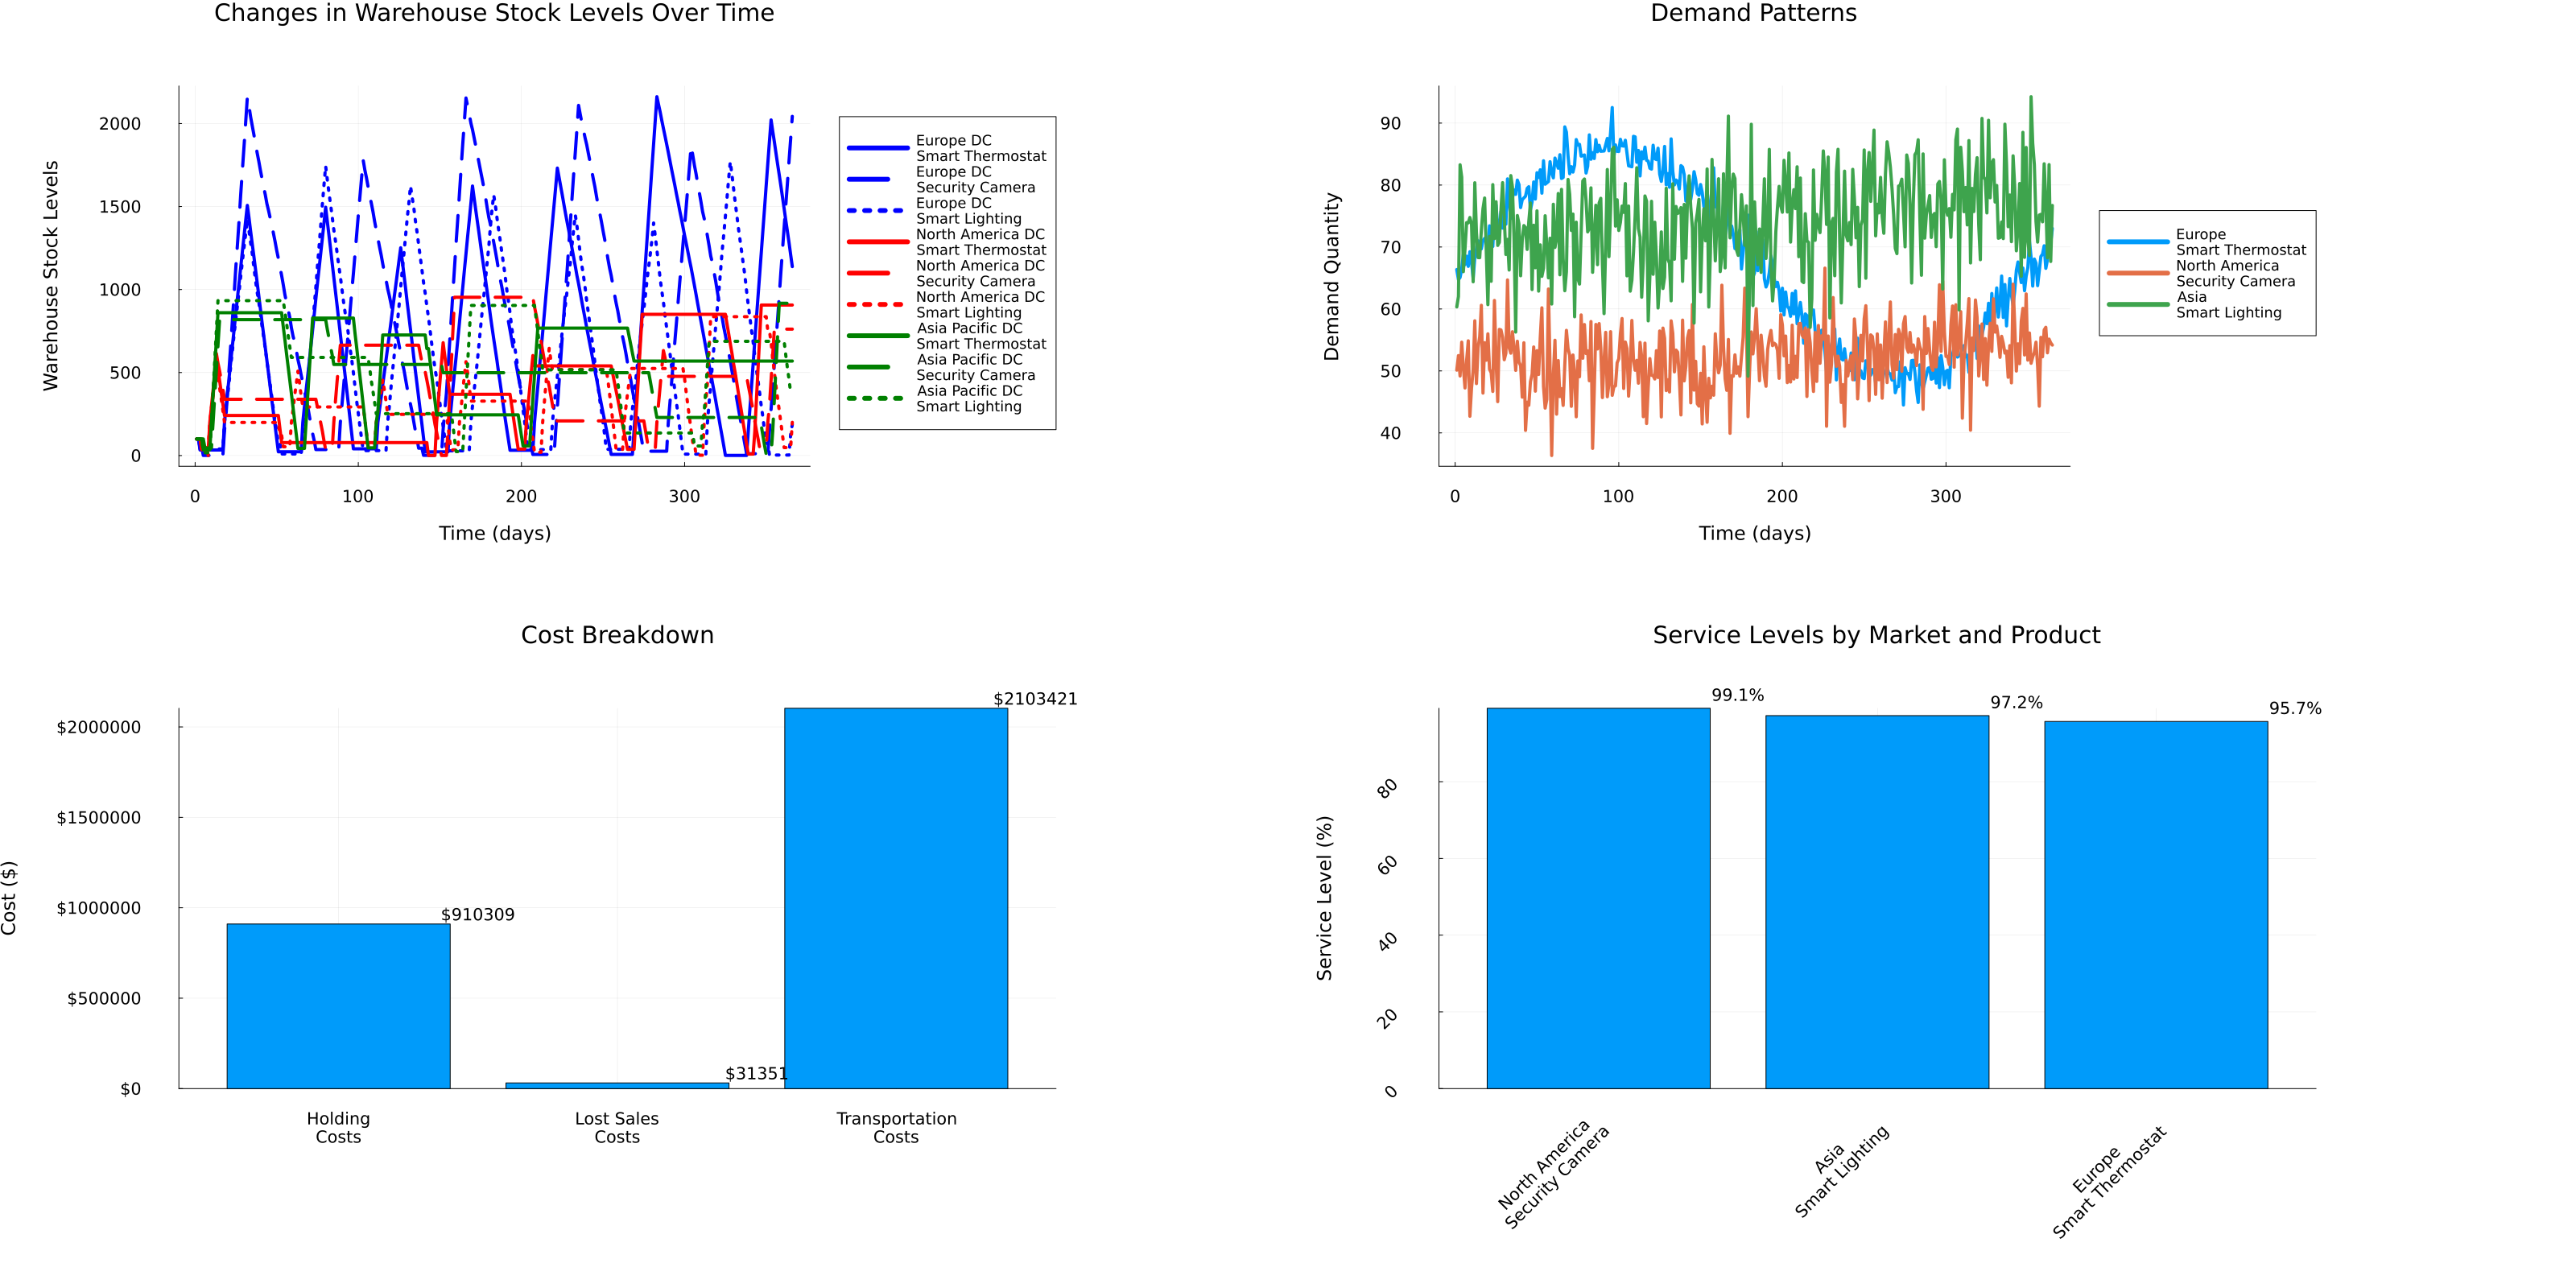 Changes in Warehouse Stock Levels Over Time
Warehouse Stock Levels
2000
1500
1000
500
0
0 100 200 300
Time (days)
Europe DC
Smart Thermostat
Europe DC
Security Camera
Europe DC
Smart Lighting
North America DC
Smart Thermostat
North America DC
Security Camera
North America DC
Smart Lighting
Asia Pacific DC
Smart Thermostat
Asia Pacific DC
Security Camera
Asia Pacific DC
Smart Lighting
Demand Patterns
Demand Quantity
90
80
70
60
50
40
0 100 200 300
Time (days)
Europe
Smart Thermostat
North America
Security Camera
Asia
Smart Lighting
Cost Breakdown
Cost ($)
$2000000
$1500000
$1000000
$500000
$0
$910309
$31351
$2103421
Holding
Costs
Lost Sales
Costs
Transportation
Costs
Service Levels by Market and Product
Service Level (%)
80
60
40
20
0
99.1%
97.2%
95.7%
North America
Security Camera
Asia
Smart Lighting
Europe
Smart Thermostat